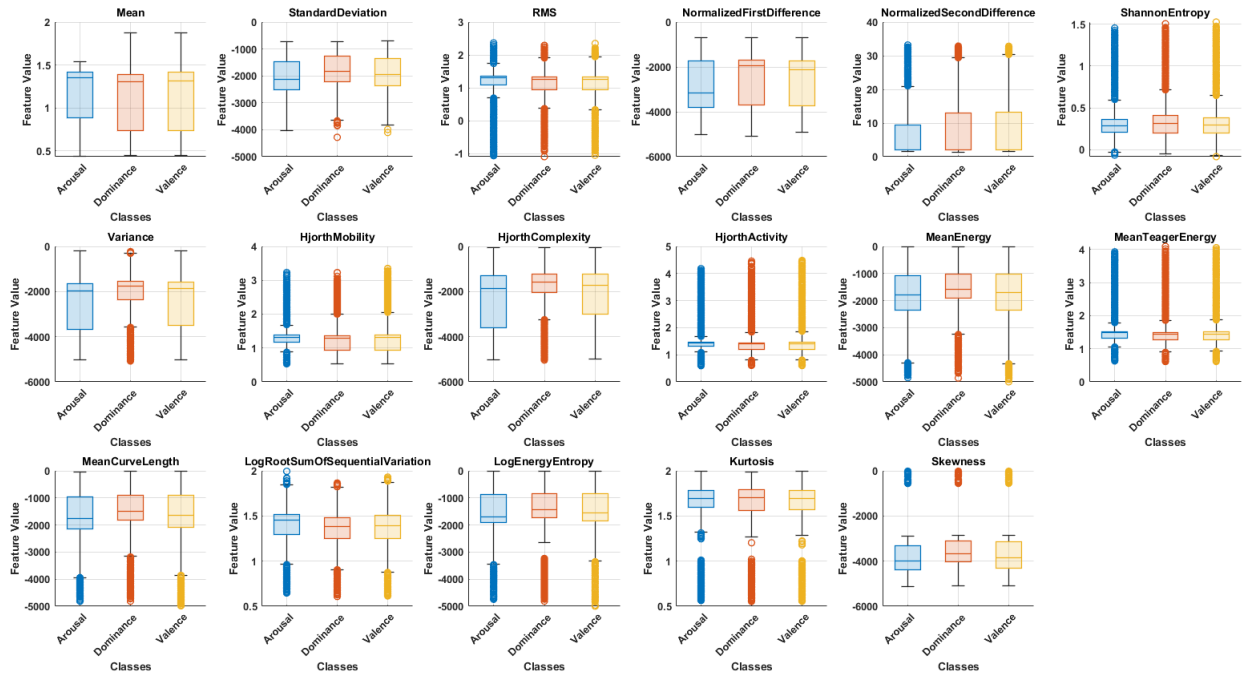 Mean
Feature Value
2
1.5
1
0.5
Arousal
Dominance
Valence
Classes
StandardDeviation
Feature Value
-1000
-2000
-3000
-4000
-5000
Arousal
Dominance
Valence
Classes
RMS
Feature Value
3
2
1
0
-1
Arousal
Dominance
Valence
Classes
NormalizedFirstDifference
Feature Value
-2000
-4000
-6000
Arousal
Dominance
Valence
Classes
NormalizedSecondDifference
Feature Value
40
30
20
10
0
Arousal
Dominance
Valence
Classes
ShannonEntropy
Feature Value
1.5
1
0.5
0
Arousal
Dominance
Valence
Classes
Variance
Feature Value
0
-2000
-4000
-6000
Arousal
Dominance
Valence
Classes
HjorthMobility
Feature Value
4
3
2
1
0
Arousal
Dominance
Valence
Classes
HjorthComplexity
Feature Value
0
-2000
-4000
-6000
Arousal
Dominance
Valence
Classes
HjorthActivity
Feature Value
5
4
3
2
1
0
Arousal
Dominance
Valence
Classes
MeanEnergy
Feature Value
0
-1000
-2000
-3000
-4000
-5000
Arousal
Dominance
Valence
Classes
MeanTeagerEnergy
Feature Value
4
3
2
1
0
Arousal
Dominance
Valence
Classes
MeanCurveLength
Feature Value
0
-1000
-2000
-3000
-4000
-5000
Arousal
Dominance
Valence
Classes
LogRootSumOfSequentialVariation
Feature Value
2
1.5
1
0.5
Arousal
Dominance
Valence
Classes
LogEnergyEntropy
Feature Value
0
-1000
-2000
-3000
-4000
-5000
Arousal
Dominance
Valence
Classes
Kurtosis
Feature Value
2
1.5
1
0.5
Arousal
Dominance
Valence
Classes
Skewness
Feature Value
0
-2000
-4000
-6000
Arousal
Dominance
Valence
Classes